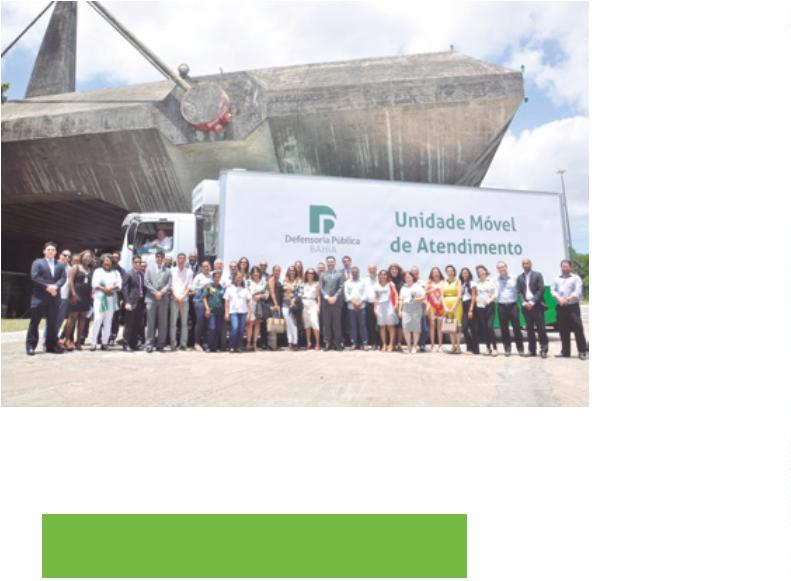 Defensoria Pública
BAHIA
Unidade Móvel
de Atendimento